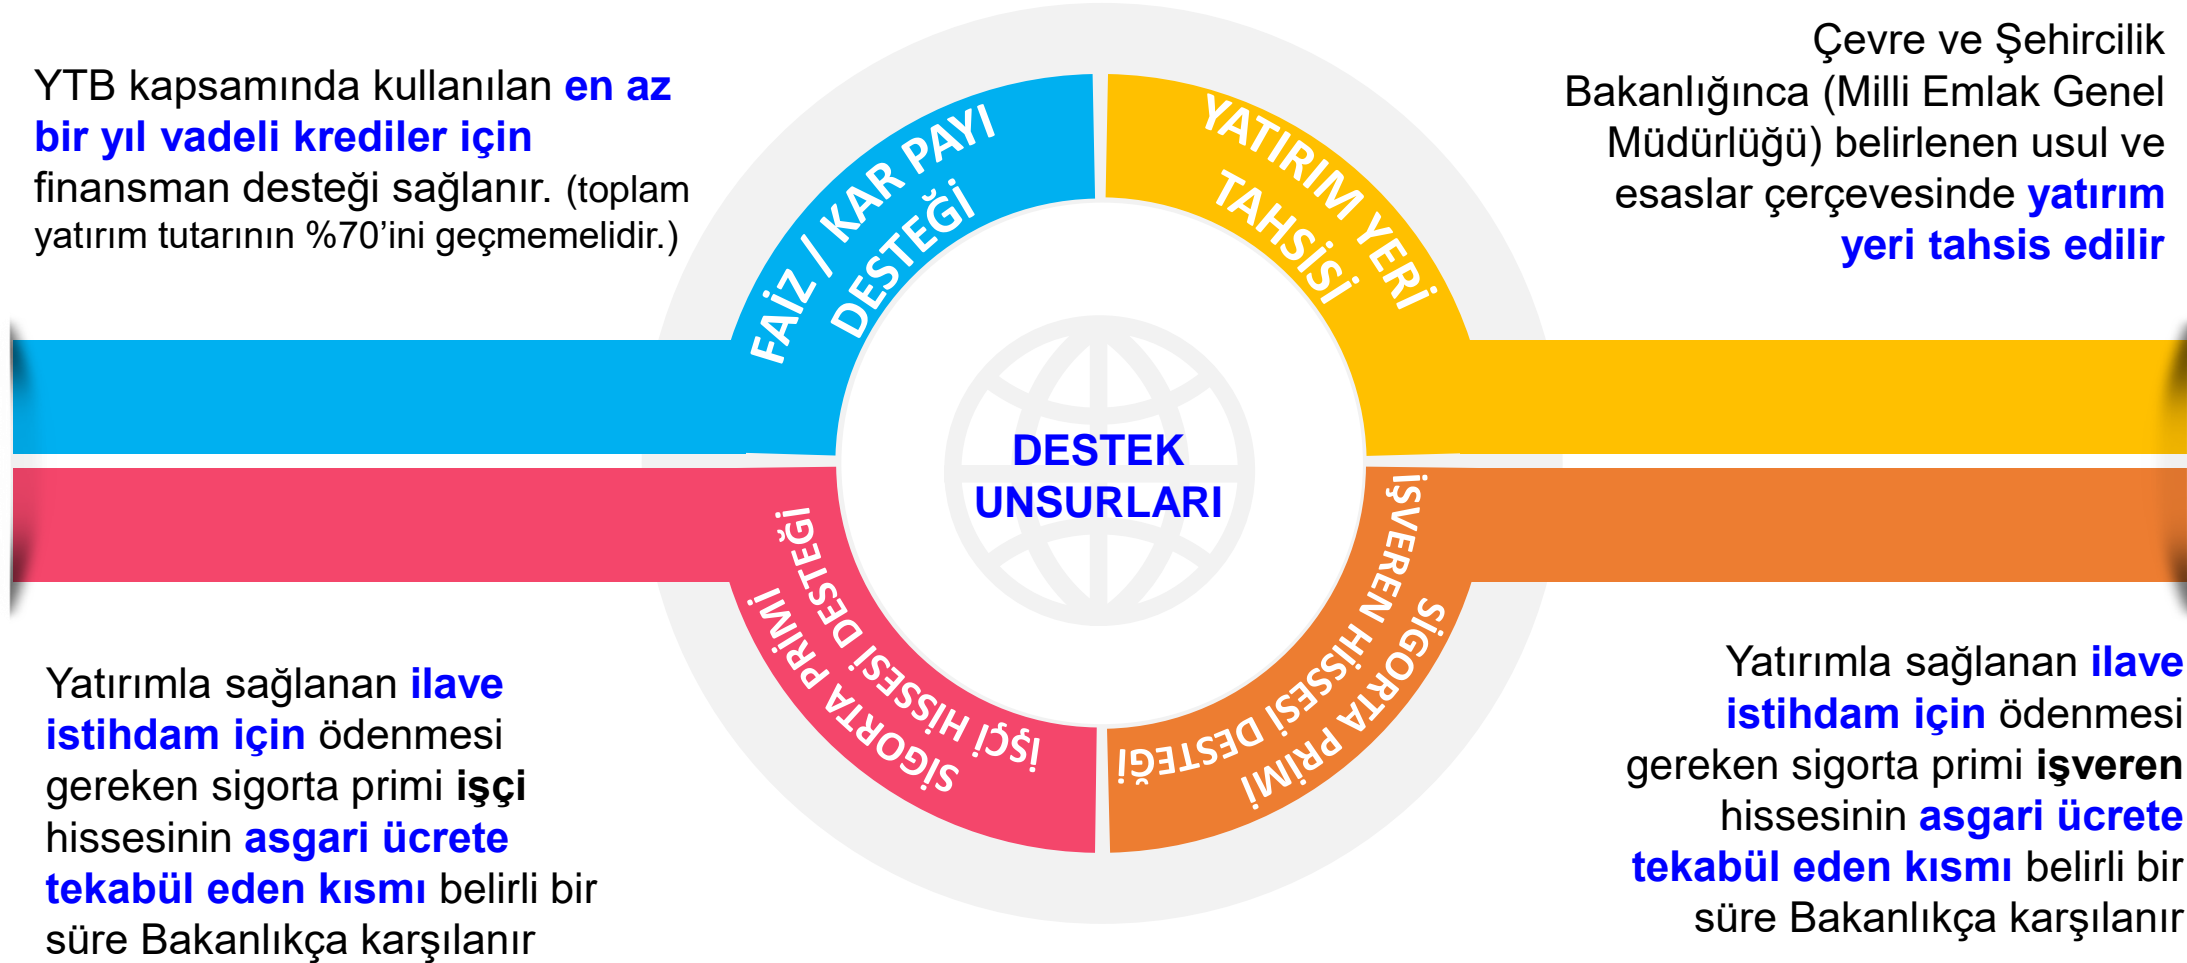 YTB kapsamında kullanılan en az
bir yıl vadeli krediler için
finansman desteği sağlanır. (toplam
yatırım tutarının %70’ini geçmemelidir.)
Çevre ve Şehircilik
Bakanlığınca (Milli Emlak Genel
Müdürlüğü) belirlenen usul ve
esaslar çerçevesinde yatırım
yeri tahsis edilir
FAİZ / KAR PAYI
DESTEĞİ
YATIRIM YERİ
TAHSİSİ
DESTEK
UNSURLARI
SİGORTA PRİMİ
İŞÇİ HİSSESİ DESTEĞİ
SİGORTA PRİMİ
İŞVEREN HİSSESİ DESTEĞİ
Yatırımla sağlanan ilave
istihdam için ödenmesi
gereken sigorta primi işçi
hissesinin asgari ücrete
tekabül eden kısmı belirli bir
süre Bakanlıkça karşılanır
Yatırımla sağlanan ilave
istihdam için ödenmesi
gereken sigorta primi işveren
hissesinin asgari ücrete
tekabül eden kısmı belirli bir
süre Bakanlıkça karşılanır